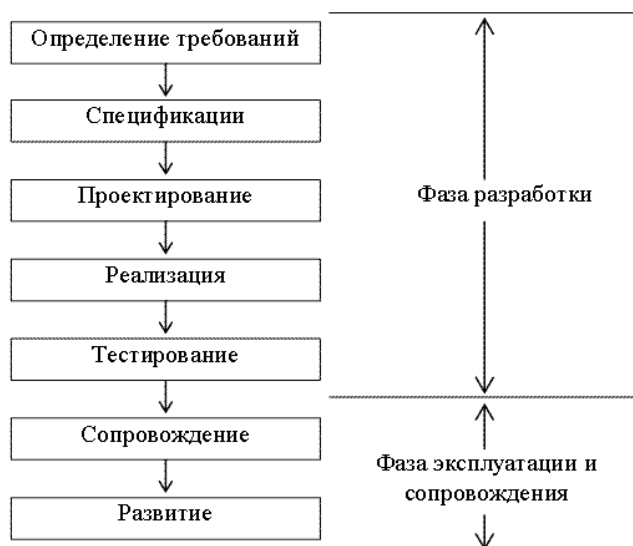 Определение требований
Спецификации
Проектирование
Фаза разработки
Реализация
Тестирование
Сопровождение
Фаза эксплуатации и
сопровождения
Развитие